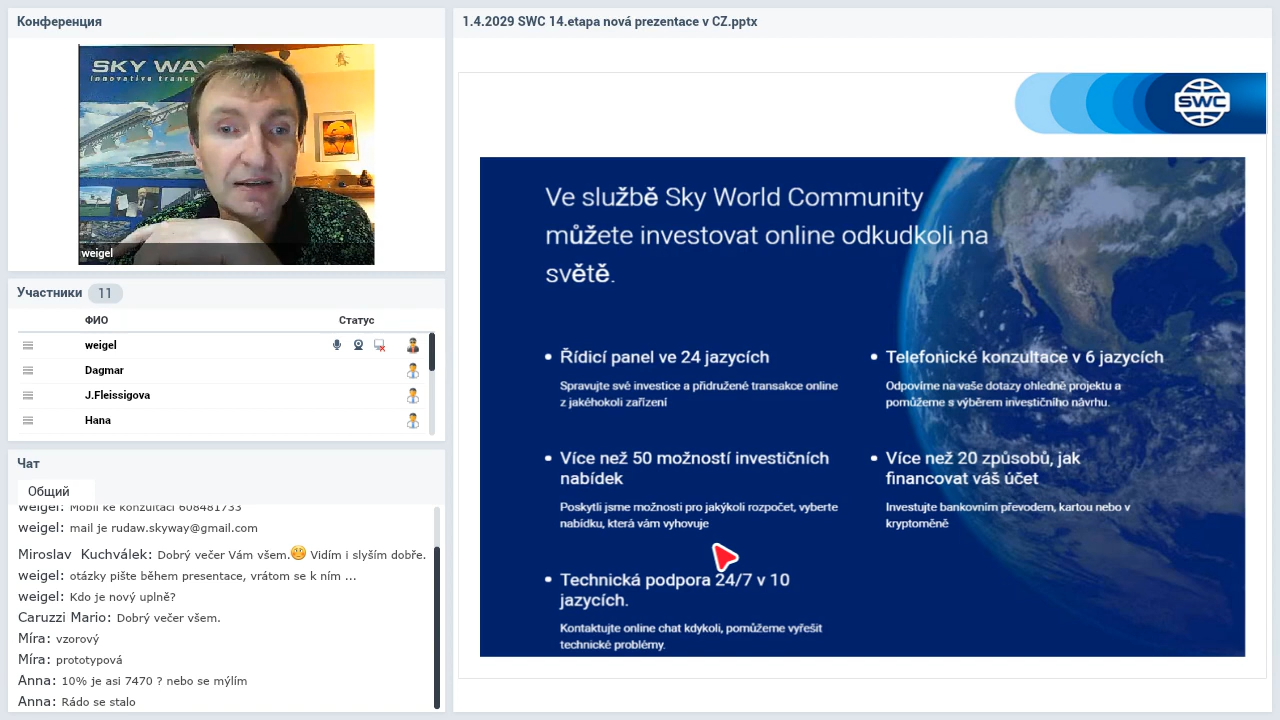 Конференция
SKY WAY
innovative transp
weigel
Участники 11
ФИО Статус
weigel
Dagmar
J.Fleissigova
Hana
Чат
Общий
weigel: Mobil ke konzultaci 608481733
weigel: mail je rudaw.skyway@gmail.com
Miroslav Kuchválek: Dobrý večer Vám všem. Vidím i slyším dobře.
weigel: otázky pište během presentace, vrátom se k ním ...
weigel: Kdo je nový uplně?
Caruzzi Mario: Dobrý večer všem.
Míra: vzorový
Míra: prototypová
Anna: 10% je asi 7470 ? nebo se mýlím
Anna: Rádo se stalo
1.4.2029 SWC 14.etapa nová prezentace v CZ.pptx
SWC
Ve službě Sky World Community
můžete investovat online odkudkoli na
světě.
Řídicí panel ve 24 jazycích
Spravujte své investice a přidružené transakce online
z jakéhokoli zařízení
Telefonické konzultace v 6 jazycích
Odpovíme na vaše dotazy ohledně projektu a
pomůžeme s výběrem investičního návrhu.
Více než 50 možností investičních
nabídek
Poskytli jsme možnosti pro jakýkoli rozpočet, vyberte
nabídku, která vám vyhovuje
Více než 20 způsobů, jak
financovat váš účet
Investujte bankovním převodem, kartou nebo v
kryptoměně
Technická podpora 24/7 v 10
jazycích.
Kontaktujte online chat kdykoli, pomůžeme vyřešit
technické problémy.